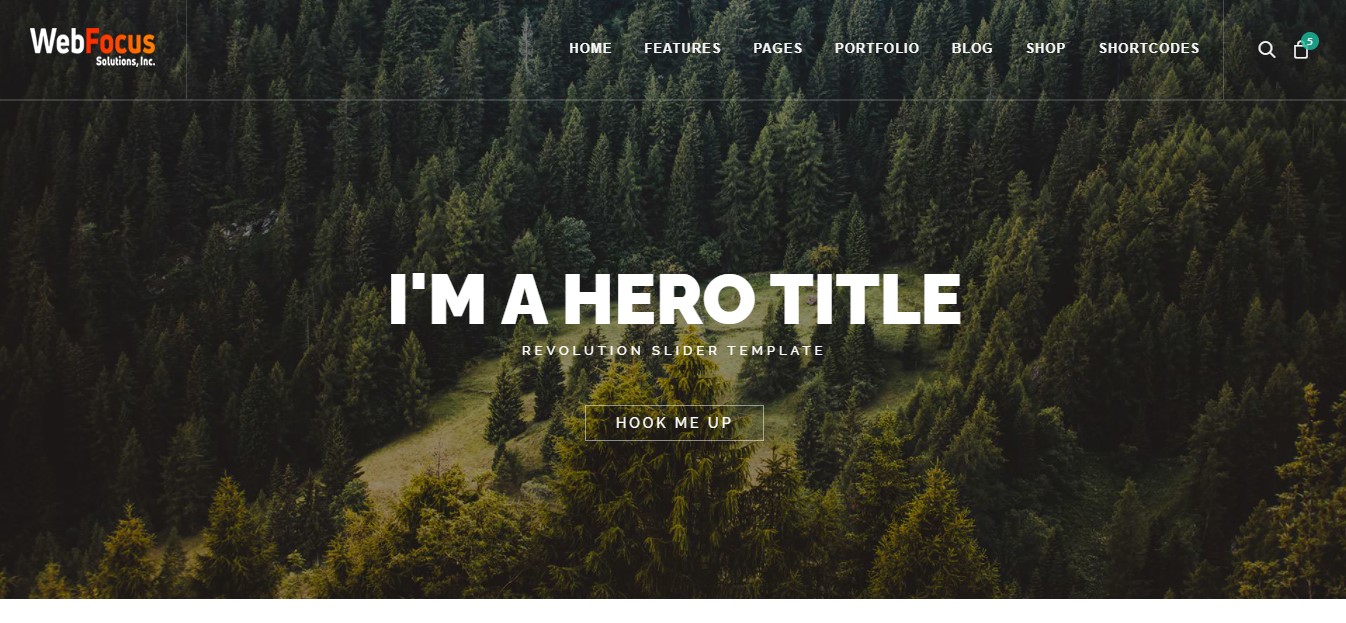 WebFocus
Solutions, Inc.
HOME FEATURES PAGES PORTFOLIO BLOG SHOP SHORTCODES
5
I'M A HERO TITLE
REVOLUTION SLIDER TEMPLATE
HOOK ME UP